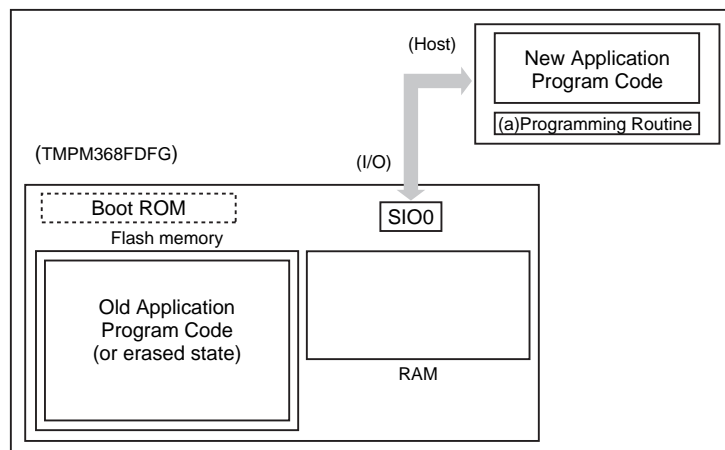 (Host)
New Application
Program Code
(a)Programming Routine
(TMPM368FDFG)
(I/O)
Boot ROM
SIO0
Flash memory
Old Application
Program Code
(or erased state)
RAM